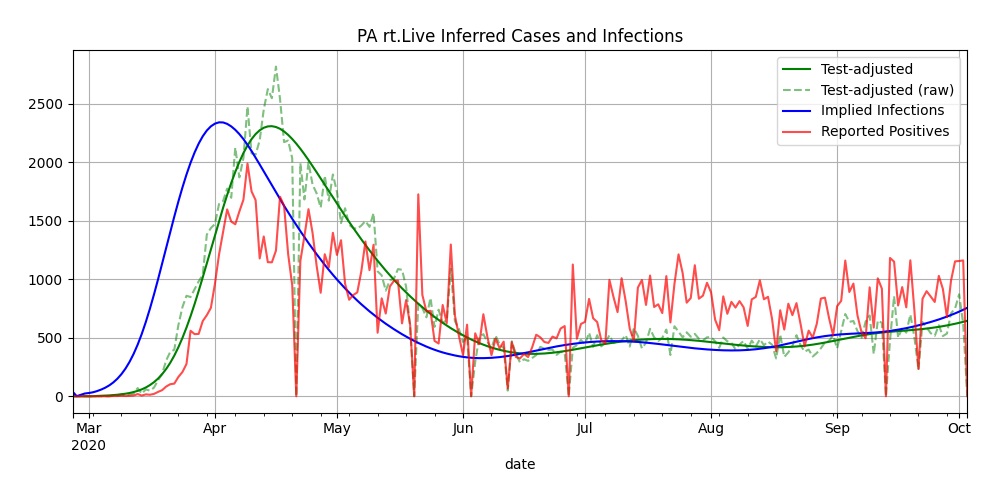 PA rt.Live Inferred Cases and Infections
Test-adjusted
Test-adjusted (raw)
Implied Infections
Reported Positives
2500
2000
1500
1000
500
0
Mar Apr May Jun Jul Aug Sep Oct
2020
date